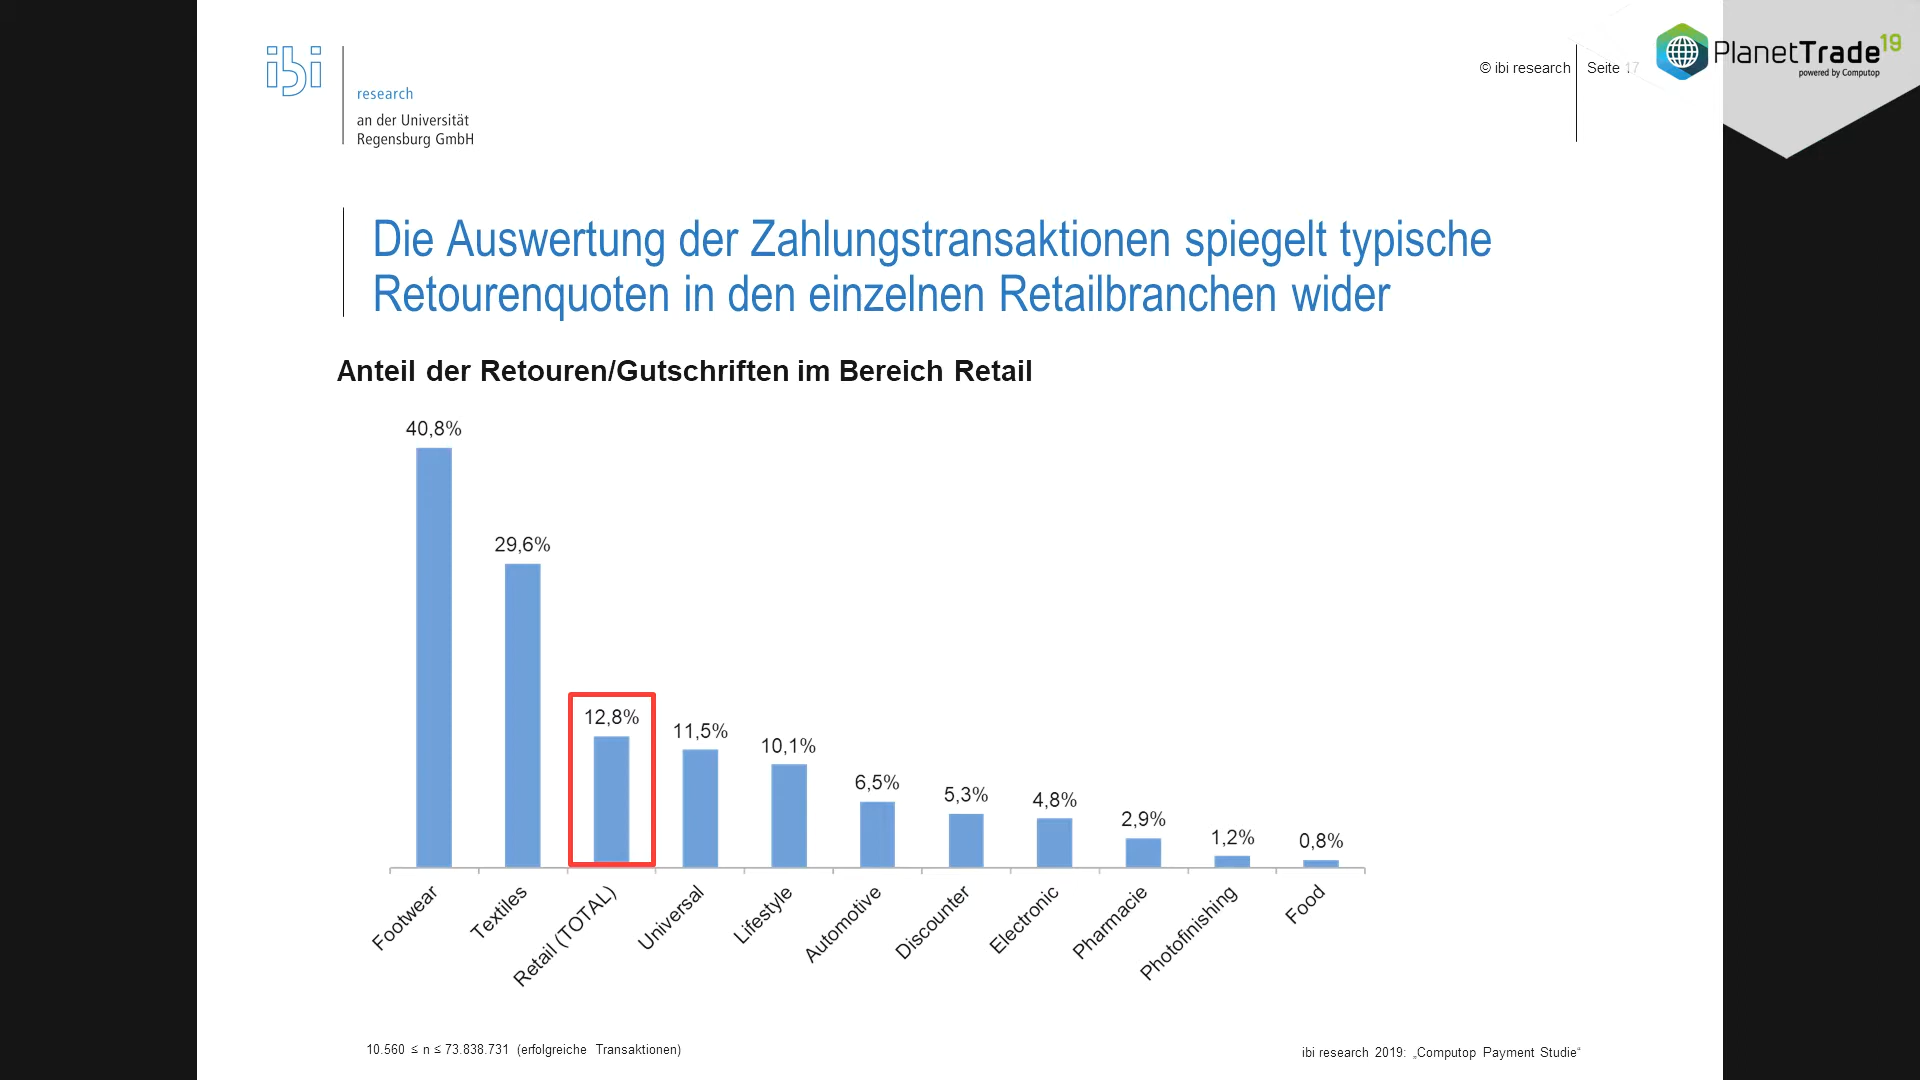 ibi
research
an der Universität
Regensburg GmbH
© ibi research
Seite 17
PlanetTrade19
powered by Computop
Die Auswertung der Zahlungstransaktionen spiegelt typische
Retourenquoten in den einzelnen Retailbranchen wider
Anteil der Retouren/Gutschriften im Bereich Retail
40,8%
29,6%
12,8%
11,5%
10,1%
6,5%
5,3%
4,8%
2,9%
1,2%
0,8%
Footwear
Textiles
Retail (TOTAL)
Universal
Lifestyle
Automotive
Discounter
Electronic
Pharmacie
Photofinishing
Food
10.560 ≤ n ≤ 73.838.731 (erfolgreiche Transaktionen)
ibi research 2019: „Computop Payment Studie“